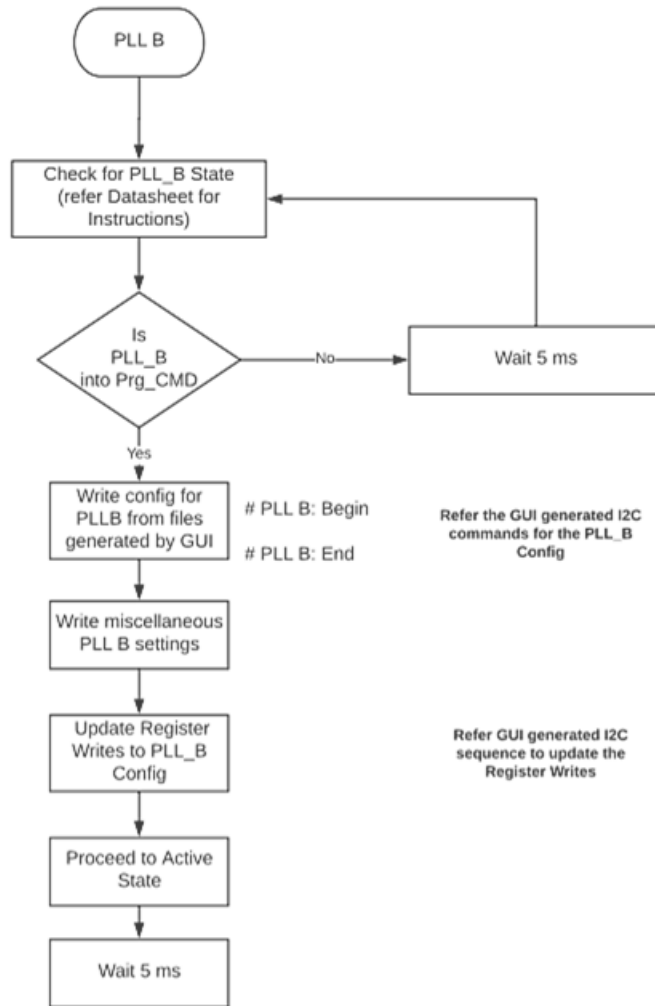 PLL B
Check for PLL_B State
(refer Datasheet for
Instructions)
Is
PLL_B
into Prg_CMD
No
Wait 5 ms
Yes
Write config for
PLLB from files
generated by GUI
# PLL B: Begin
# PLL B: End
Refer the GUI generated I2C
commands for the PLL_B
Config
Write miscellaneous
PLL B settings
Update Register
Writes to PLL_B
Config
Refer GUI generated I2C
sequence to update the
Register Writes
Proceed to Active
State
Wait 5 ms